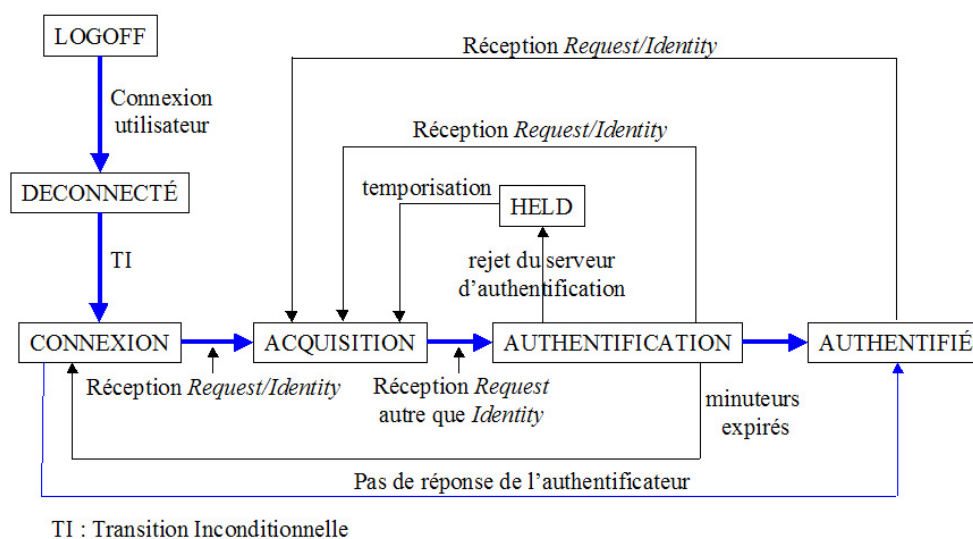 LOGOFF
Réception Request/Identity
Connexion
utilisateur
Réception Request/Identity
DECONNECTÉ
temporisation
HELD
TI
rejet du serveur
d'authentification
CONNEXION
ACQUISITION
AUTHENTIFICATION
AUTHENTIFIÉ
Réception Request/Identity
Réception Request
autre que Identity
minuteurs
expirés
Pas de réponse de l'authentificateur
TI : Transition Inconditionnelle